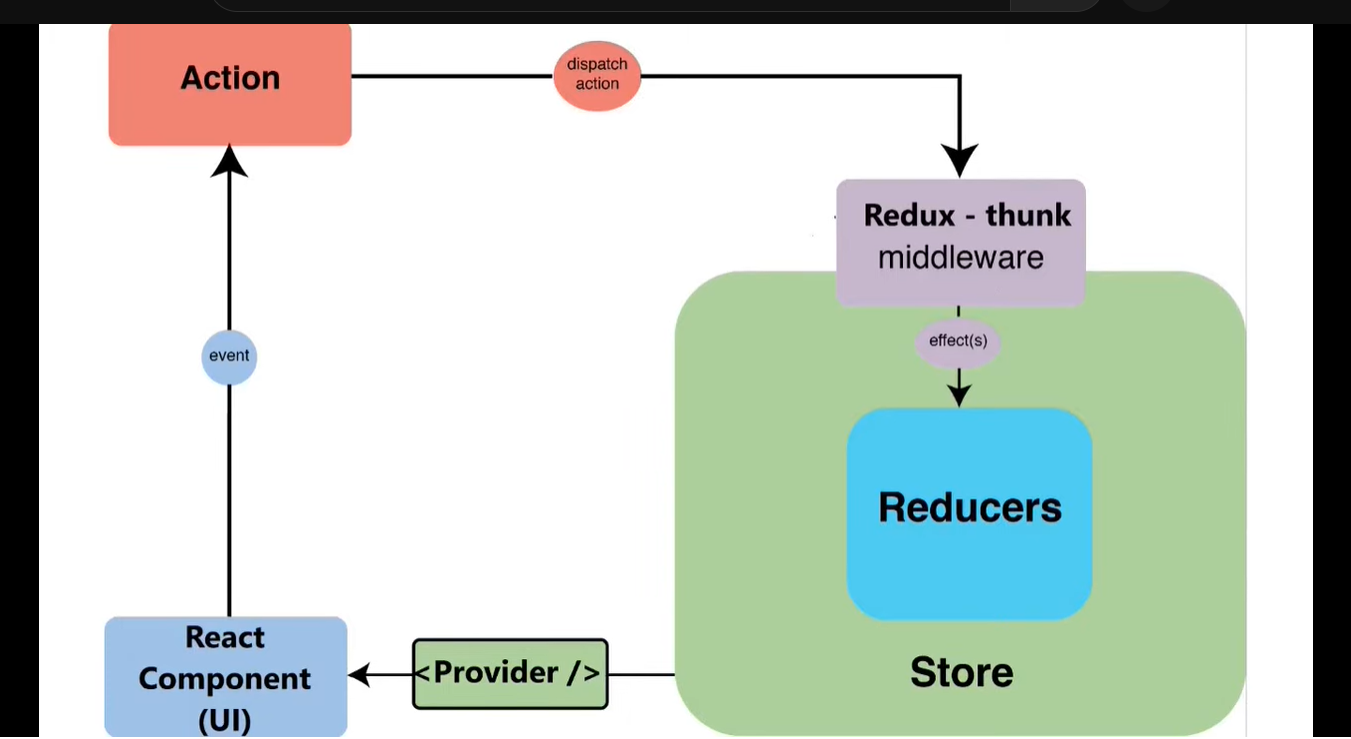 Action
dispatch
action
Redux - thunk
middleware
effect(s)
event
Reducers
React
Component
(UI)
<Provider />
Store